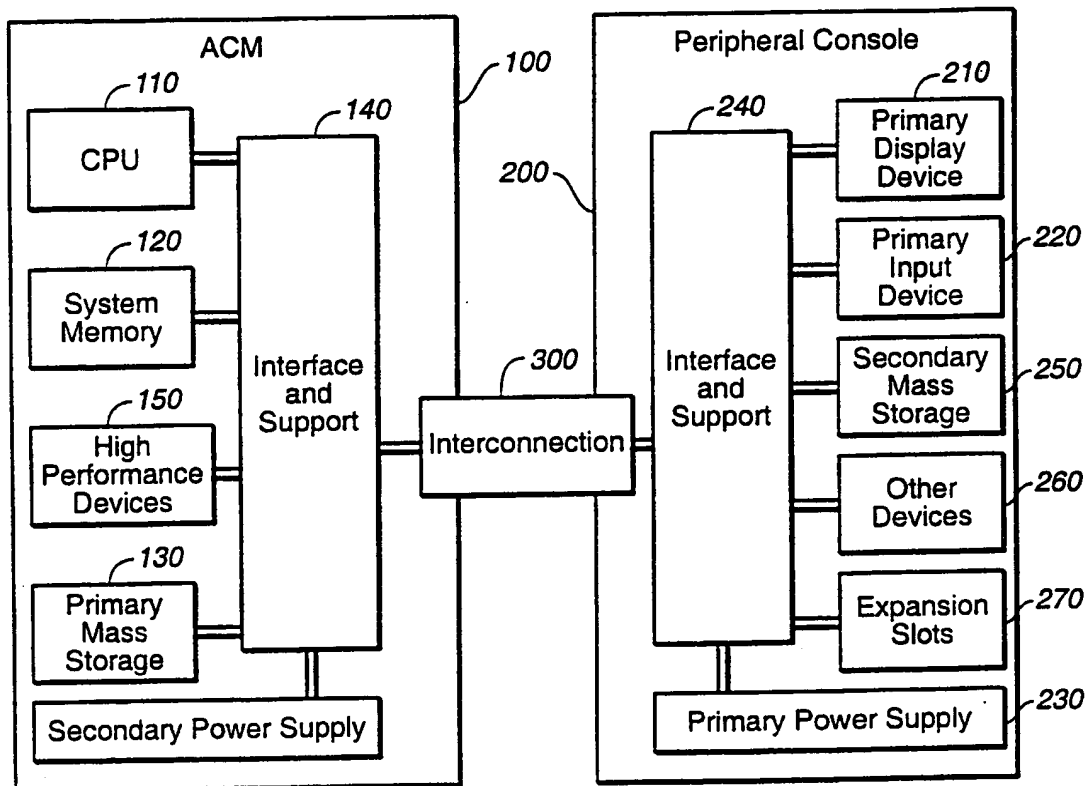 ACM
100
110
CPU
140
Interface
and
Support
120
System
Memory
150
High
Performance
Devices
130
Primary
Mass
Storage
Secondary Power Supply
300
Interconnection
Peripheral Console
200
240
Interface
and
Support
210
Primary
Display
Device
Primary
Input
Device
220
Secondary
Mass
Storage
250
Other
Devices
260
Expansion
Slots
270
Primary Power Supply
230